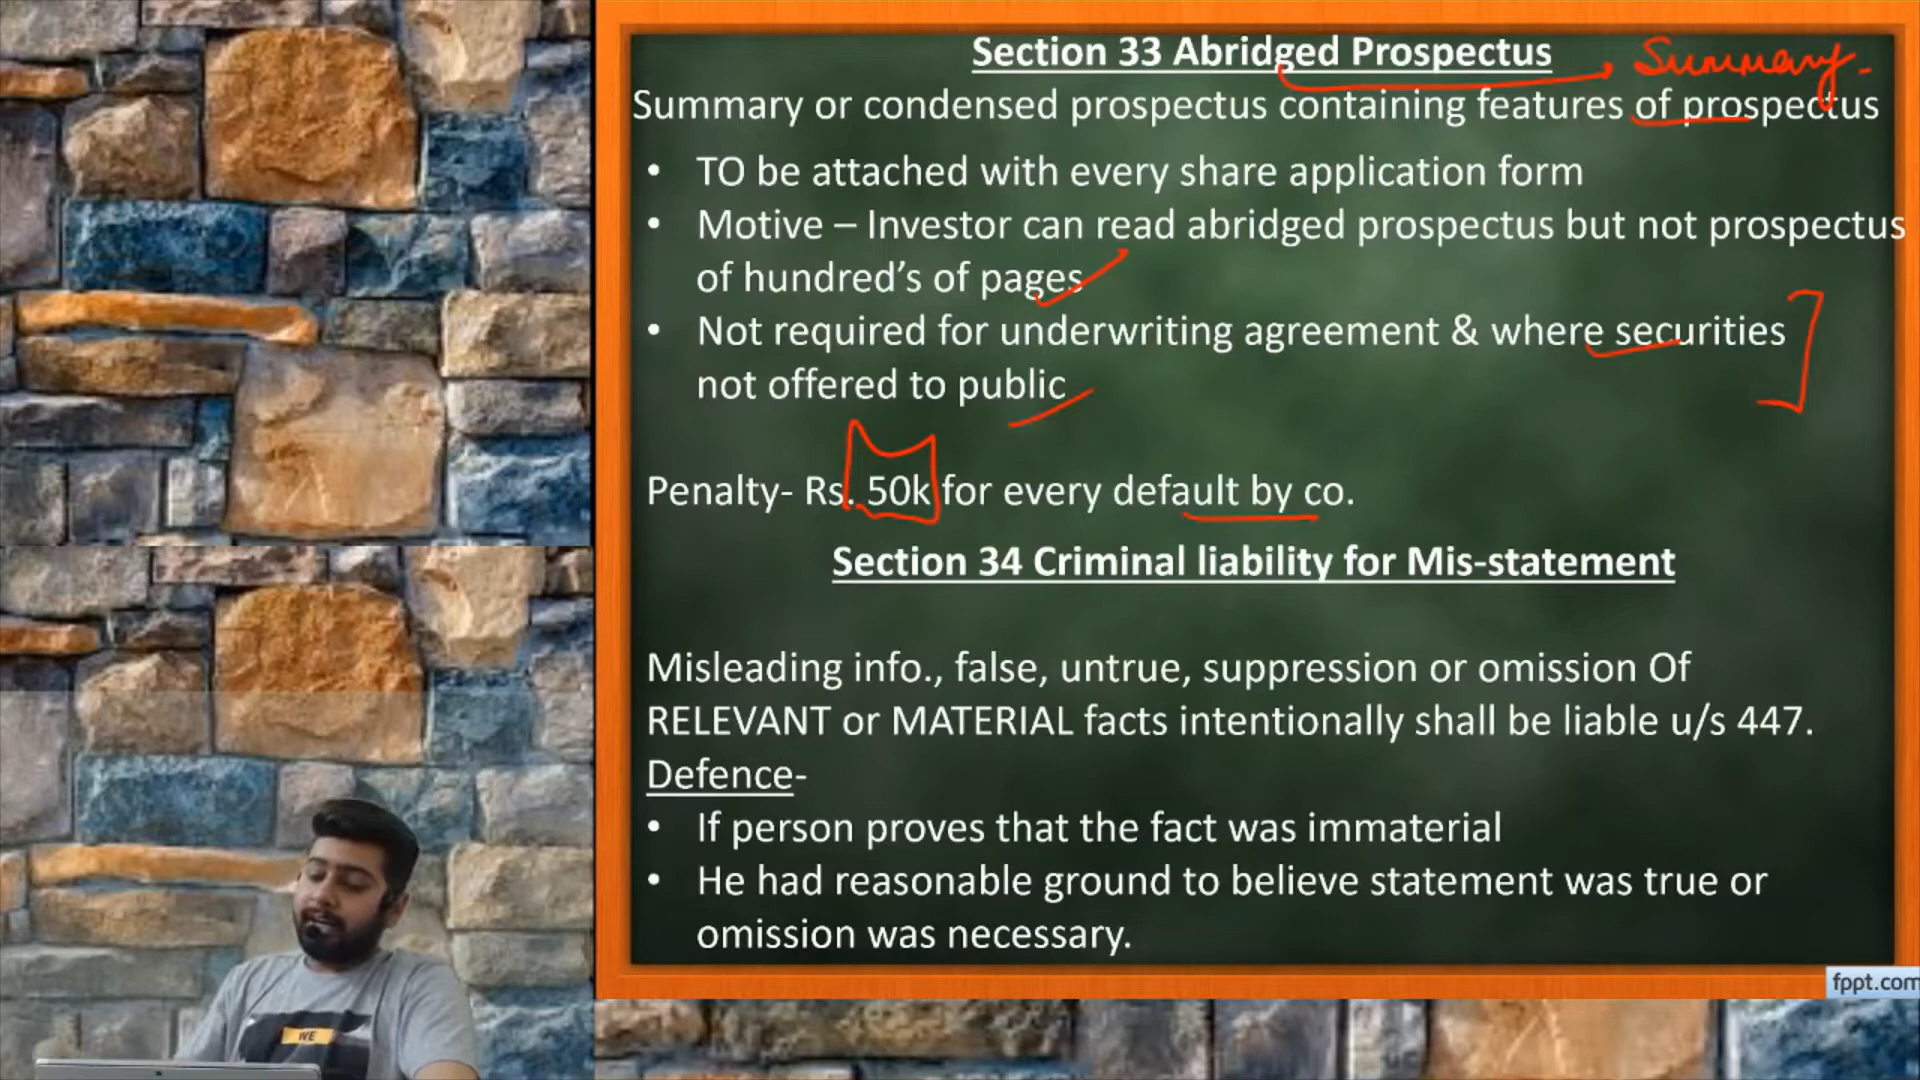 Section 33 Abridged Prospectus Summary.
Summary or condensed prospectus containing features of prospectus
• TO be attached with every share application form
• Motive – Investor can read abridged prospectus but not prospectus
of hundred’s of pages
• Not required for underwriting agreement & where securities
not offered to public
Penalty- Rs. 50k for every default by co.
Section 34 Criminal liability for Mis-statement
Misleading info., false, untrue, suppression or omission Of
RELEVANT or MATERIAL facts intentionally shall be liable u/s 447.
Defence-
• If person proves that the fact was immaterial
• He had reasonable ground to believe statement was true or
omission was necessary.
fppt.com
WE